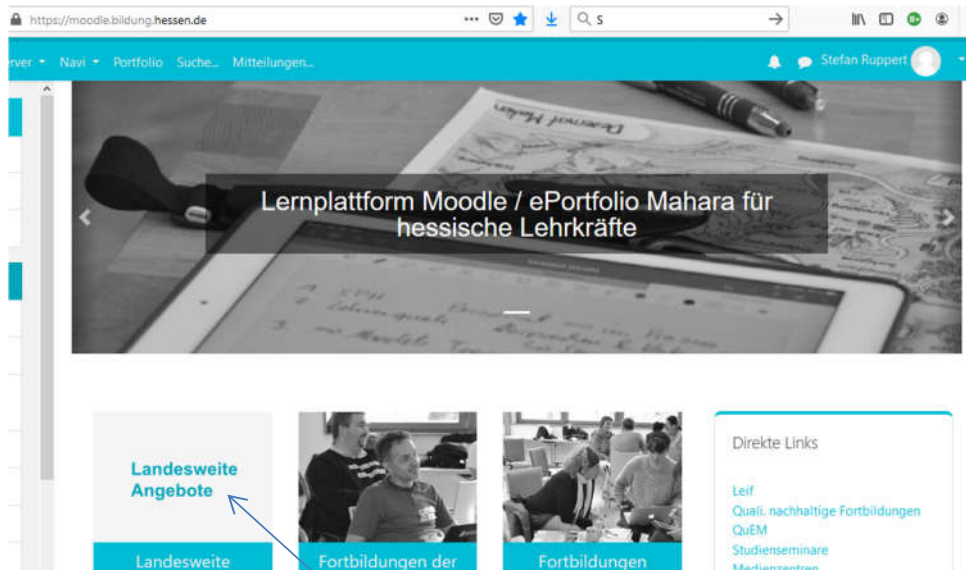 https://moodle.bildung.hessen.de
S
Navi Portfolio Suche... Mitteilungen...
Stefan Ruppert
Lernplattform Moodle / ePortfolio Mahara für
hessische Lehrkräfte
Landesweite
Angebote
Landesweite
Fortbildungen der
Fortbildungen
Direkte Links
Leif
Quali. nachhaltige Fortbildungen
QuEM
Studienseminare
Medienzentren